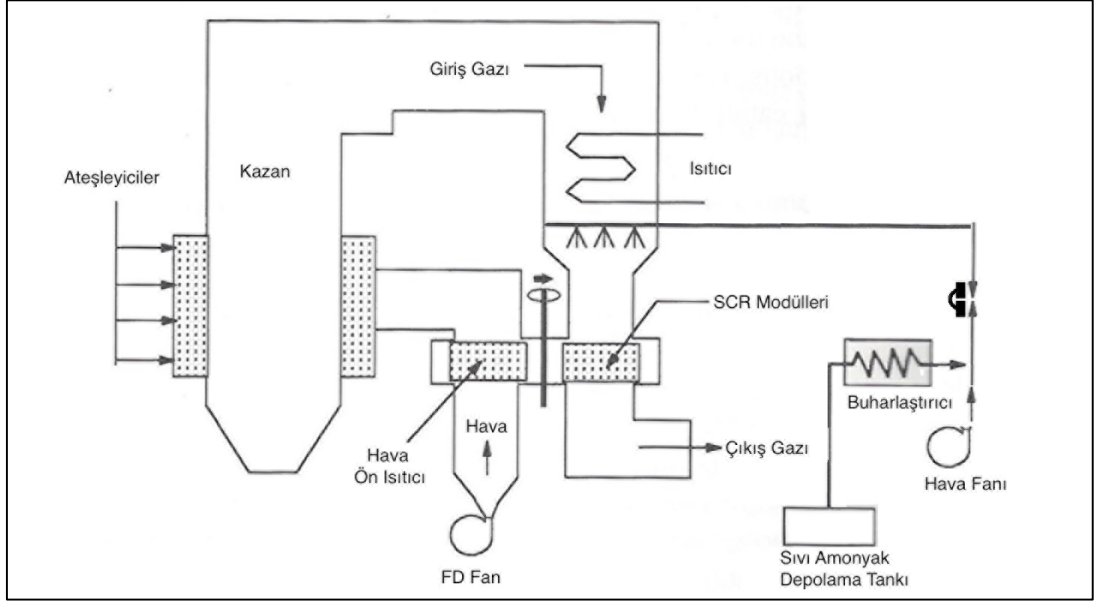 Giriş Gazı
Ateşleyiciler
Kazan
Isıtıcı
SCR Modülleri
Buharlaştırıcı
Hava
Hava
Ön Isıtıcı
Çıkış Gazı
Hava Fanı
FD Fan
Sıvı Amonyak
Depolama Tankı